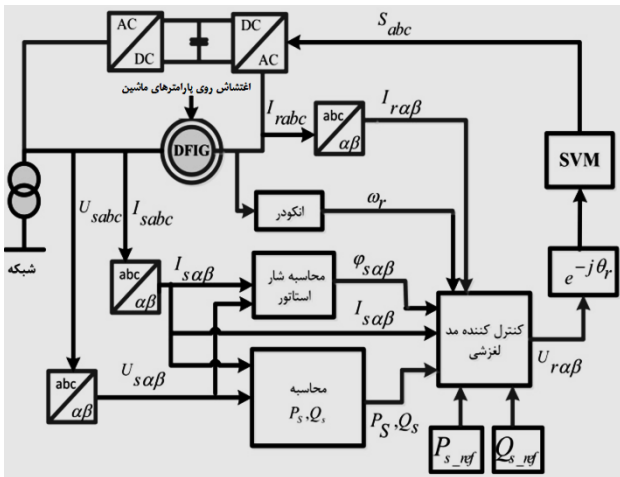 AC
DC
DC
AC
S_abc
اغتشاش روی پارامترهای ماشین
I_rabc
abc
αβ
I_rαβ
DFIG
SVM
U_sabc
I_sabc
انکودر
ω_r
شبکه
abc
αβ
I_sαβ
محاسبه شار
استاتور
φ_sαβ
e^-jθ_r
I_sαβ
کنترل کننده مد
لغزشی
U_rαβ
abc
αβ
U_sαβ
محاسبه
P_s,Q_s
P_S,Q_s
P_s_ref
Q_s_ref